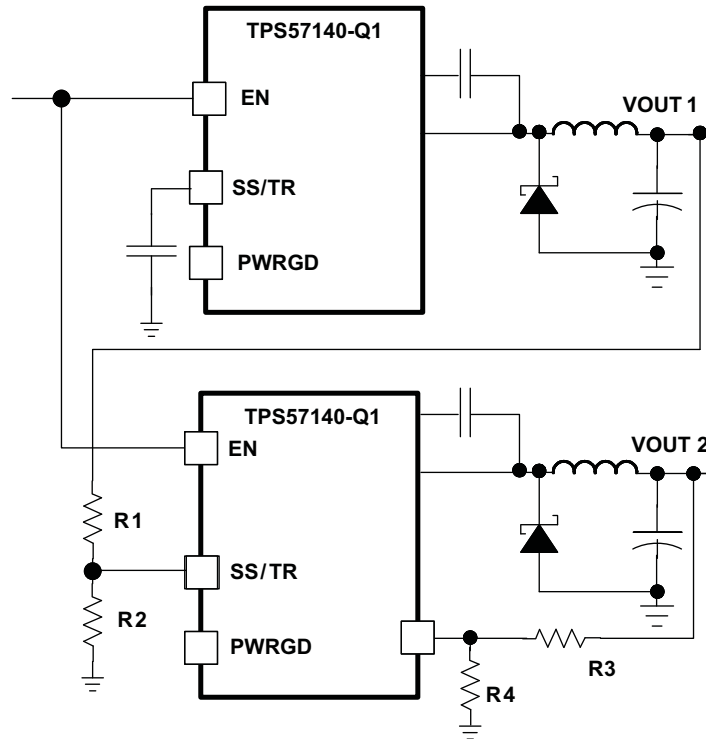 TPS57140-Q1
EN
VOUT 1
SS/TR
PWRGD
TPS57140-Q1
EN
VOUT 2
R1
SS/TR
R2
PWRGD
R3
R4